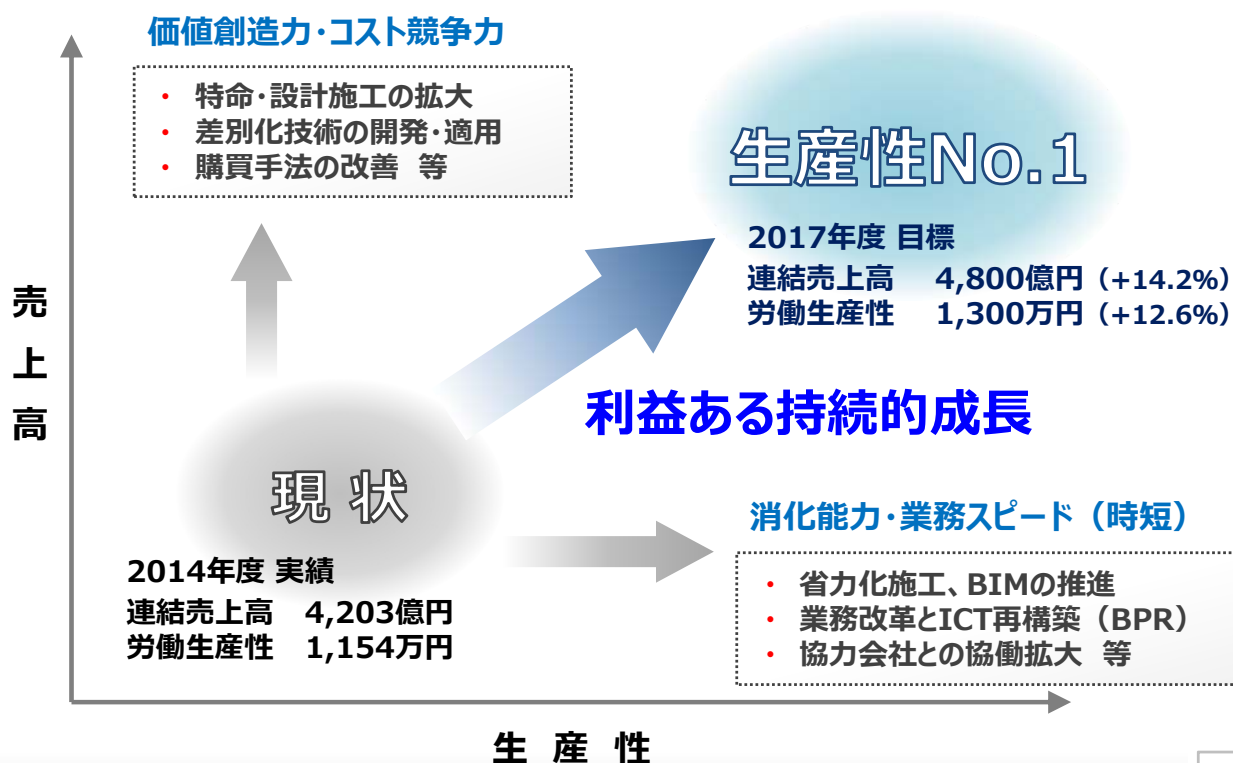 価値創造力･コスト競争力
・ 特命･設計施工の拡大
・ 差別化技術の開発･適用
・ 購買手法の改善 等
生産性No.1
2017年度 目標
連結売上高 4,800億円（+14.2%）
労働生産性 1,300万円（+12.6%）
売上高
利益ある持続的成長
現 状
2014年度 実績
連結売上高 4,203億円
労働生産性 1,154万円
消化能力･業務スピード（時短）
・ 省力化施工、BIMの推進
・ 業務改革とICT再構築（BPR）
・ 協力会社との協働拡大 等
生 産 性